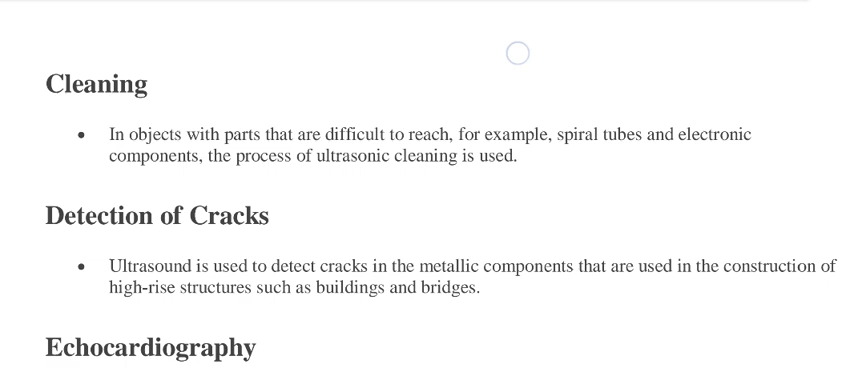 Cleaning
• In objects with parts that are difficult to reach, for example, spiral tubes and electronic
components, the process of ultrasonic cleaning is used.
Detection of Cracks
• Ultrasound is used to detect cracks in the metallic components that are used in the construction of
high-rise structures such as buildings and bridges.
Echocardiography